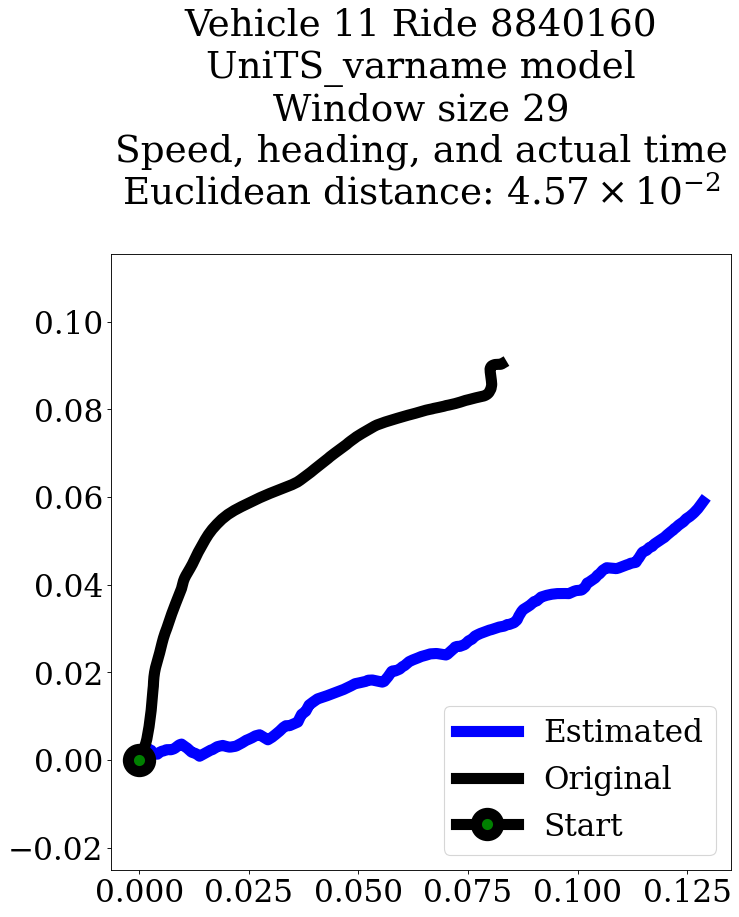 Vehicle 11 Ride 8840160
UniTS_varname model
Window size 29
Speed, heading, and actual time
Euclidean distance: 4.57 × 10⁻²
0.10
0.08
0.06
0.04
0.02
0.00
−0.02
Estimated
Original
Start
0.000 0.025 0.050 0.075 0.100 0.125